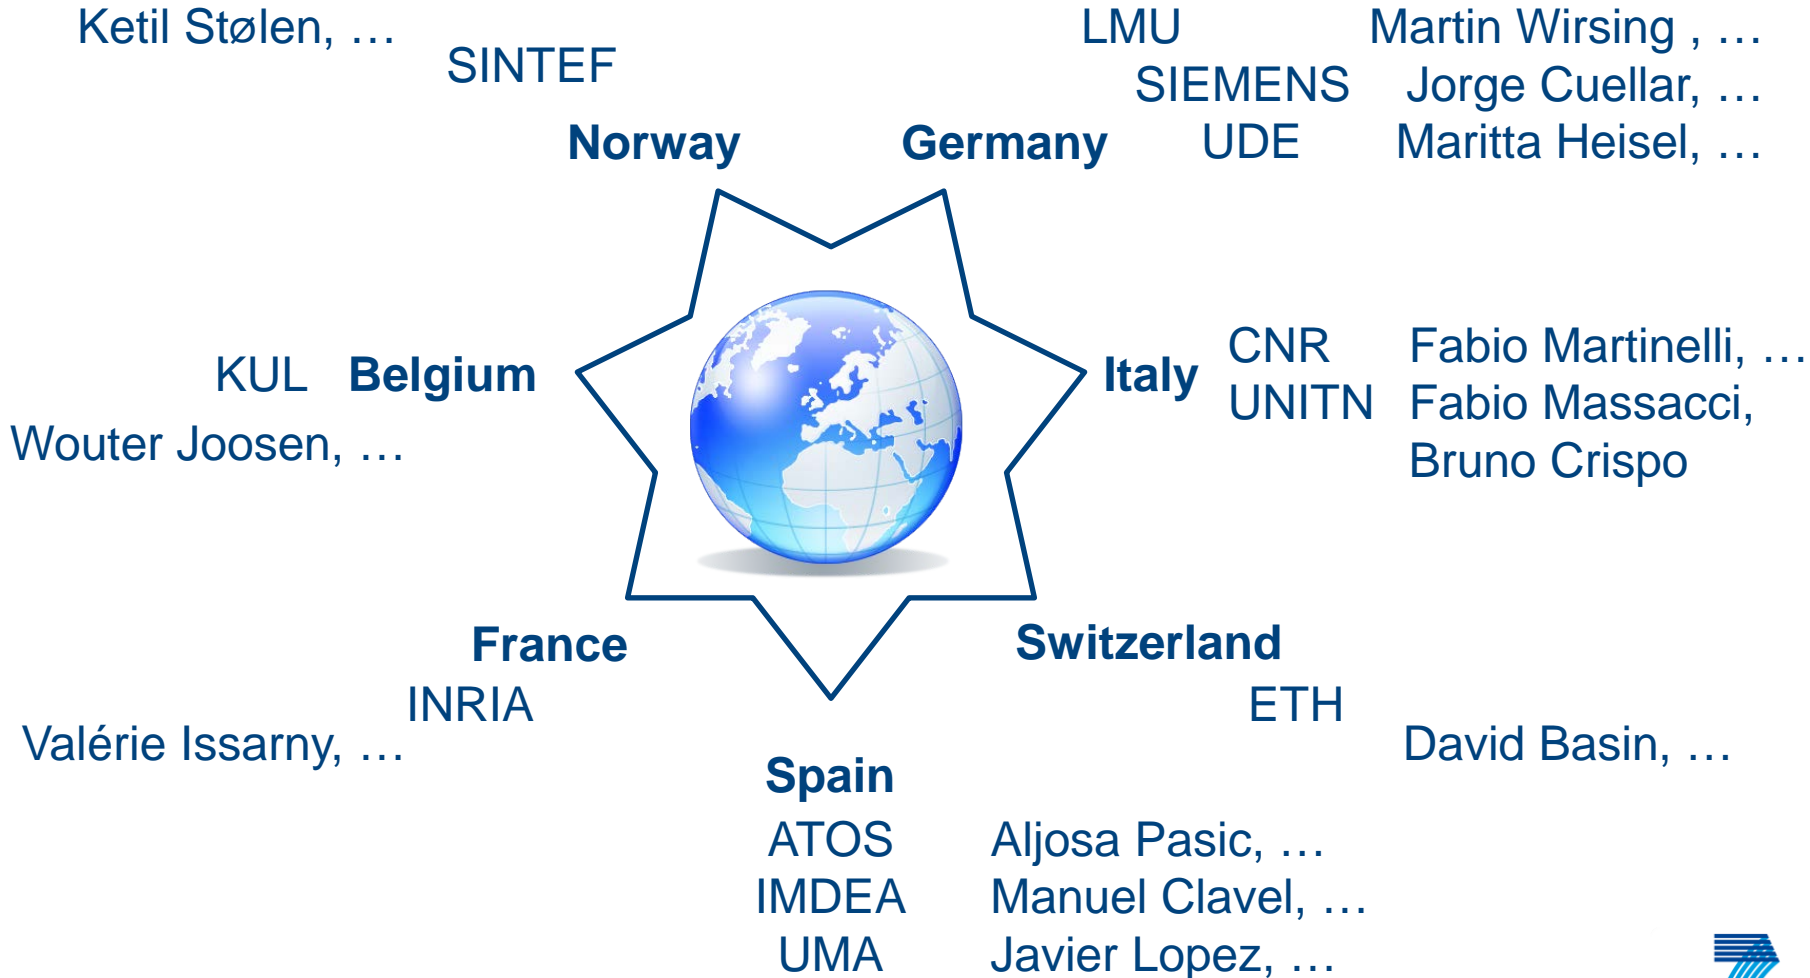 Ketil Stølen, …
SINTEF
Norway
LMU Martin Wirsing , …
SIEMENS Jorge Cuellar, …
Germany UDE Maritta Heisel, …
KUL Belgium
Wouter Joosen, …
Italy CNR Fabio Martinelli, …
UNITN Fabio Massacci,
Bruno Crispo
France
INRIA
Valérie Issarny, …
Switzerland
ETH
David Basin, …
Spain
ATOS Aljosa Pasic, …
IMDEA Manuel Clavel, …
UMA Javier Lopez, …